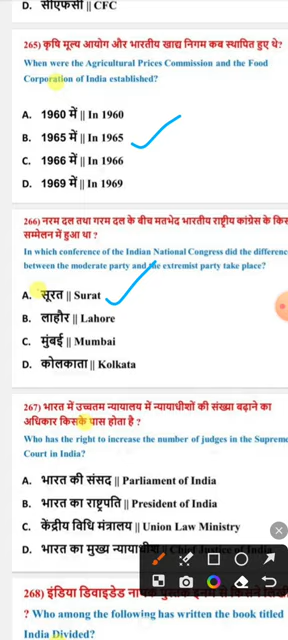 D. सीएफसी || CFC
265) कृषि मूल्य आयोग और भारतीय खाद्य निगम कब स्थापित हुए थे?
When were the Agricultural Prices Commission and the Food
Corporation of India established?
A. 1960 में || In 1960
B. 1965 में || In 1965
C. 1966 में || In 1966
D. 1969 में || In 1969
266) नरम दल तथा गरम दल के बीच मतभेद भारतीय राष्ट्रीय कांग्रेस के किस
सम्मेलन में हुआ था ?
In which conference of the Indian National Congress did the differenc
between the moderate party and the extremist party take place?
A. सूरत || Surat
B. लाहौर || Lahore
C. मुंबई || Mumbai
D. कोलकाता || Kolkata
267) भारत में उच्चतम न्यायालय में न्यायाधीशों की संख्या बढ़ाने का
अधिकार किसके पास होता है ?
Who has the right to increase the number of judges in the Supreme
Court in India?
A. भारत की संसद || Parliament of India
B. भारत का राष्ट्रपति || President of India
C. केंद्रीय विधि मंत्रालय || Union Law Ministry
D. भारत का मुख्य न्यायाधीश || Chief Justice of India
268) इंडिया डिवाइडेड
? Who among the following has written the book titled
India Divided?